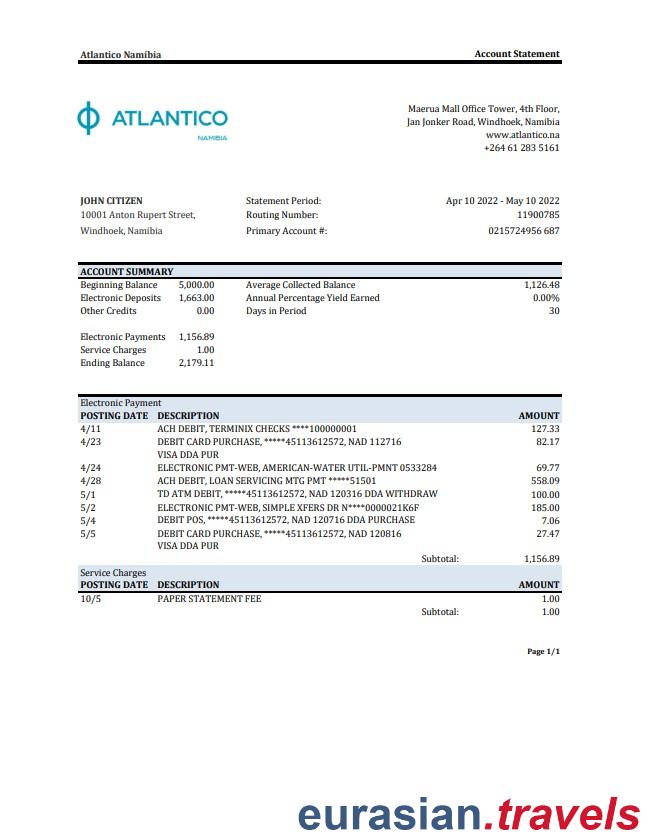 Atlantico Namíbia Account Statement
ATLANTICO
NAMIBIA
Maerua Mall Office Tower, 4th Floor,
Jan Jonker Road, Windhoek, Namibia
www.atlantico.na
+264 61 283 5161
JOHN CITIZEN
10001 Anton Rupert Street,
Windhoek, Namibia
Statement Period: Apr 10 2022 - May 10 2022
Routing Number: 11900785
Primary Account #: 0215724956 687
ACCOUNT SUMMARY
Beginning Balance 5,000.00 Average Collected Balance 1,126.48
Electronic Deposits 1,663.00 Annual Percentage Yield Earned 0.00%
Other Credits 0.00 Days in Period 30
Electronic Payments 1,156.89
Service Charges 1.00
Ending Balance 2,179.11
Electronic Payment
POSTING DATE DESCRIPTION AMOUNT
4/11 ACH DEBIT, TERMINIX CHECKS ****100000001 127.33
4/23 DEBIT CARD PURCHASE, *****45113612572, NAD 112716 82.17
VISA DDA PUR
4/24 ELECTRONIC PMT-WEB, AMERICAN-WATER UTIL-PMNT 0533284 69.77
4/28 ACH DEBIT, LOAN SERVICING MTG PMT *****51501 558.09
5/1 TD ATM DEBIT, *****45113612572, NAD 120316 DDA WITHDRAW 100.00
5/2 ELECTRONIC PMT-WEB, SIMPLE XFERS DR N****0000021K6F 185.00
5/4 DEBIT POS, *****45113612572, NAD 120716 DDA PURCHASE 7.06
5/5 DEBIT CARD PURCHASE, *****45113612572, NAD 120816 27.47
VISA DDA PUR
Subtotal: 1,156.89
Service Charges
POSTING DATE DESCRIPTION AMOUNT
10/5 PAPER STATEMENT FEE 1.00
Subtotal: 1.00
Page 1/1
eurasian.travels